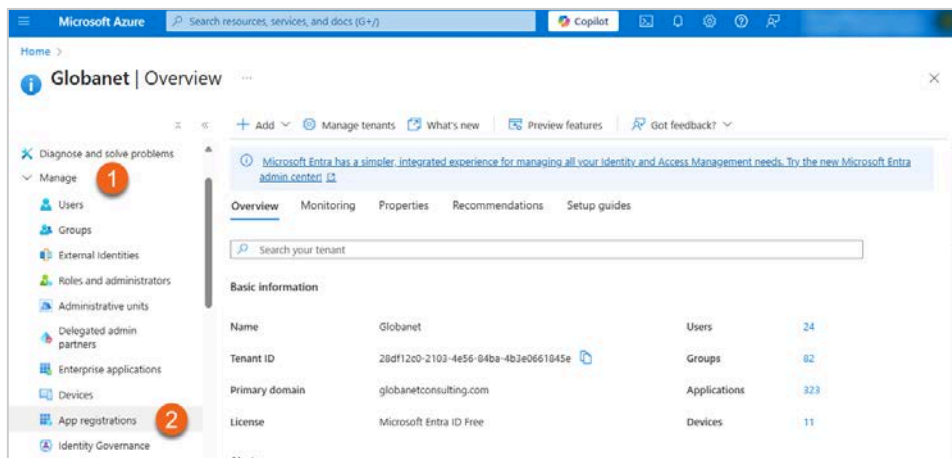 Microsoft Azure
Search resources, services, and docs (G+/)
Copilot
Home >
Globanet | Overview ...
Add
Manage tenants
What's new
Preview features
Got feedback?
Diagnose and solve problems
Manage
1
Users
Groups
External Identities
Roles and administrators
Administrative units
Delegated admin
partners
Enterprise applications
Devices
App registrations
2
Identity Governance
Microsoft Entra has a simpler, integrated experience for managing all your Identity and Access Management needs. Try the new Microsoft Entra
admin center!
Overview Monitoring Properties Recommendations Setup guides
Search your tenant
Basic information
Name Globanet Users 24
Tenant ID 28df12c0-2103-4e56-84ba-4b3e0661845e Groups 82
Primary domain globanetconsulting.com Applications 323
License Microsoft Entra ID Free Devices 11